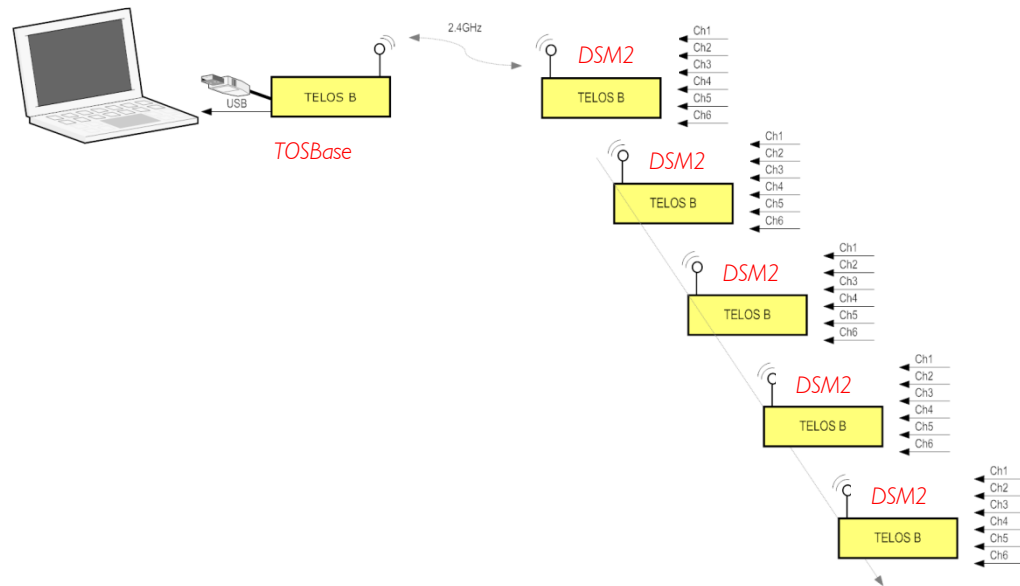 2.4GHz
TELOS B
USB
TOSBase
DSM2
TELOS B
Ch1
Ch2
Ch3
Ch4
Ch5
Ch6
DSM2
TELOS B
Ch1
Ch2
Ch3
Ch4
Ch5
Ch6
DSM2
TELOS B
Ch1
Ch2
Ch3
Ch4
Ch5
Ch6
DSM2
TELOS B
Ch1
Ch2
Ch3
Ch4
Ch5
Ch6
DSM2
TELOS B
Ch1
Ch2
Ch3
Ch4
Ch5
Ch6